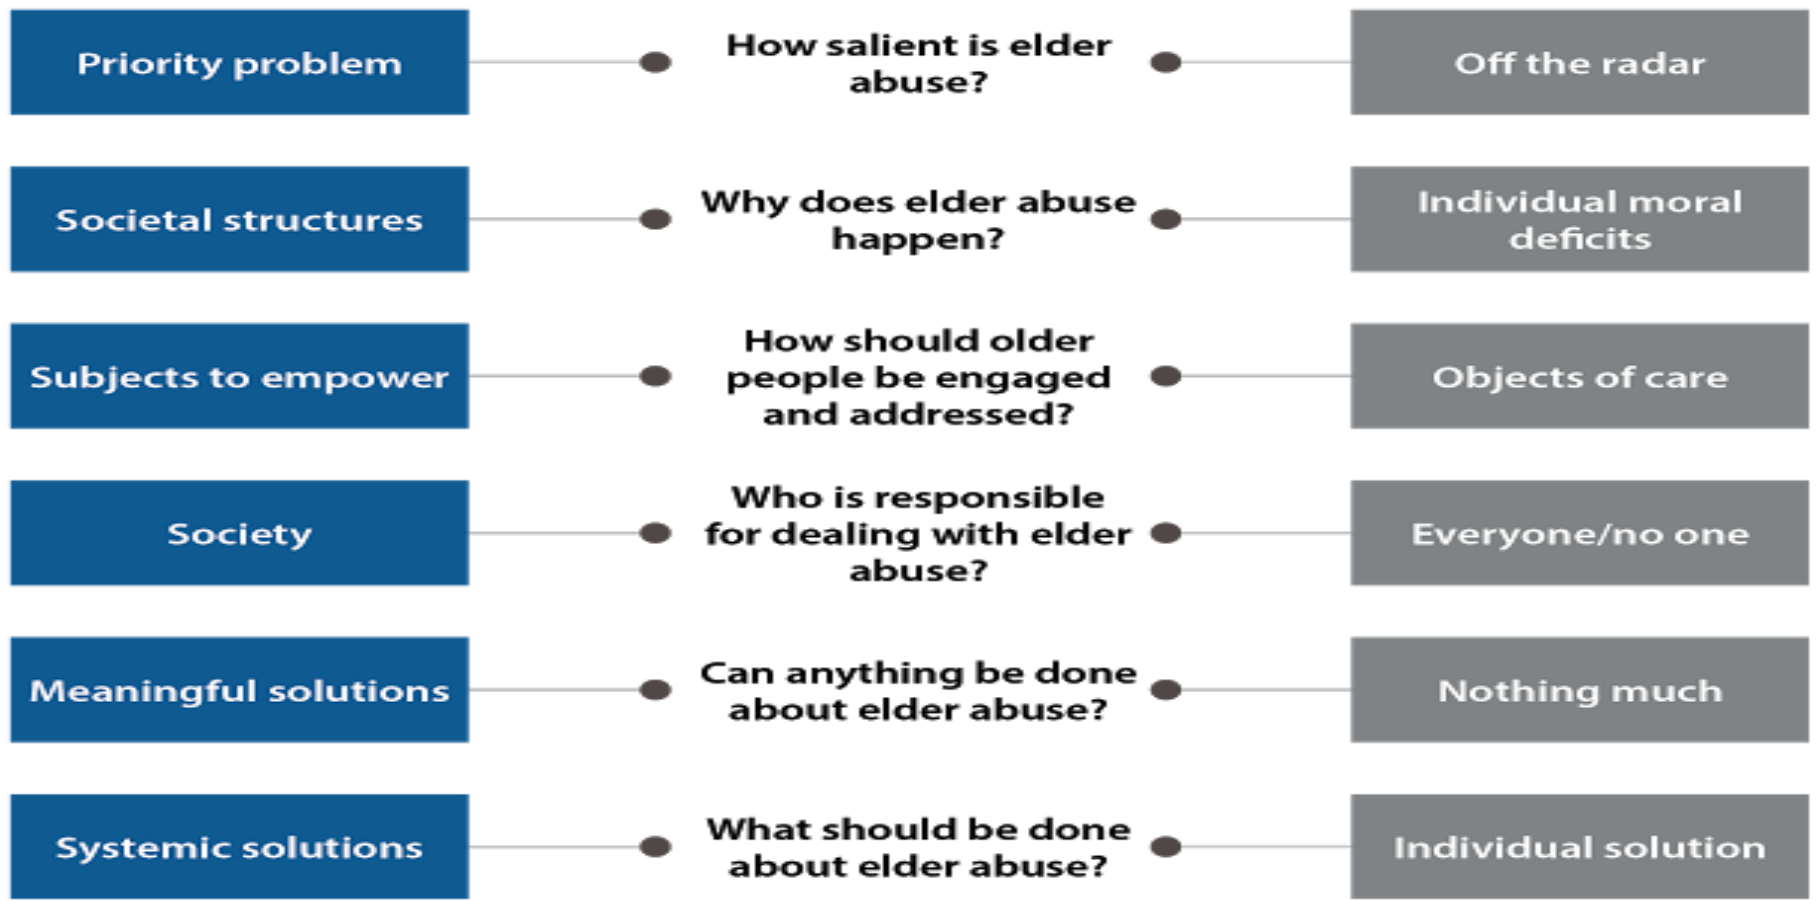 Priority problem
How salient is elder
abuse?
Off the radar
Societal structures
Why does elder abuse
happen?
Individual moral
deficits
Subjects to empower
How should older
people be engaged
and addressed?
Objects of care
Society
Who is responsible
for dealing with elder
abuse?
Everyone/no one
Meaningful solutions
Can anything be done
about elder abuse?
Nothing much
Systemic solutions
What should be done
about elder abuse?
Individual solution